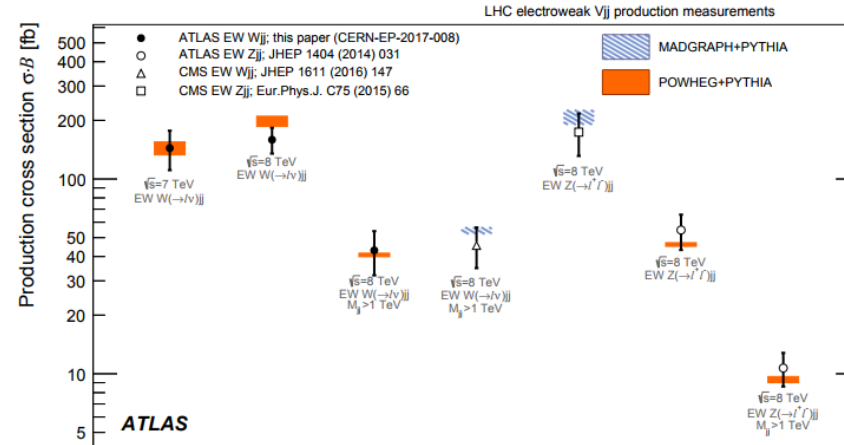 LHC electroweak Vjj production measurements
Production cross section σ·B [fb]
500
400
300
200
100
50
40
30
20
10
5
ATLAS EW Wjj; this paper (CERN-EP-2017-008)
ATLAS EW Zjj; JHEP 1404 (2014) 031
CMS EW Wjj; JHEP 1611 (2016) 147
CMS EW Zjj; Eur.Phys.J. C75 (2015) 66
MADGRAPH+PYTHIA
POWHEG+PYTHIA
√s=7 TeV
EW W(→lν)jj
√s=8 TeV
EW W(→lν)jj
√s=8 TeV
EW W(→lν)jj
Mjj>1 TeV
√s=8 TeV
EW W(→lν)jj
Mjj>1 TeV
√s=8 TeV
EW Z(→l⁺l⁻)jj
√s=8 TeV
EW Z(→l⁺l⁻)jj
√s=8 TeV
EW Z(→l⁺l⁻)jj
Mjj>1 TeV
ATLAS